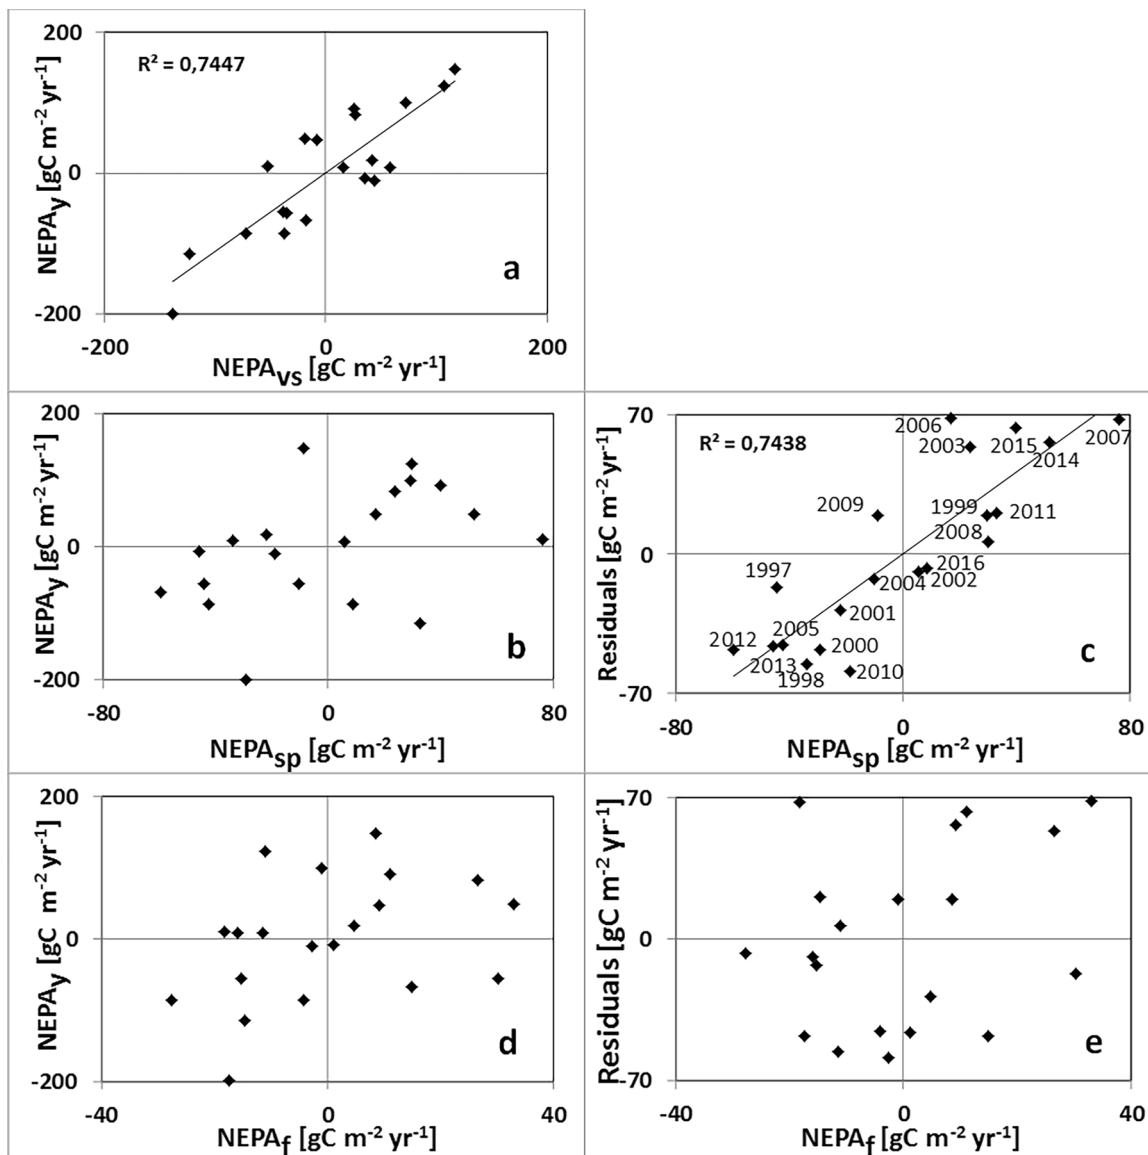 200
R² = 0,7447
NEPAy [gC m⁻² yr⁻¹]
0
a
-200
-200 0 200
NEPAvs [gC m⁻² yr⁻¹]
200
NEPAy [gC m⁻² yr⁻¹]
0
b
-200
-80 0 80
NEPAsp [gC m⁻² yr⁻¹]
70
R² = 0,7438
Residuals [gC m⁻² yr⁻¹]
2006
2003 2015 2007
2014
2009 1999 2011
2008
0
1997 2016
2004 2002
2001
2012 2005 2000
2013 2010
1998
c
-70
-80 0 80
NEPAsp [gC m⁻² yr⁻¹]
200
NEPAy [gC m⁻² yr⁻¹]
0
d
-200
-40 0 40
NEPAf [gC m⁻² yr⁻¹]
70
Residuals [gC m⁻² yr⁻¹]
0
e
-70
-40 0 40
NEPAf [gC m⁻² yr⁻¹]